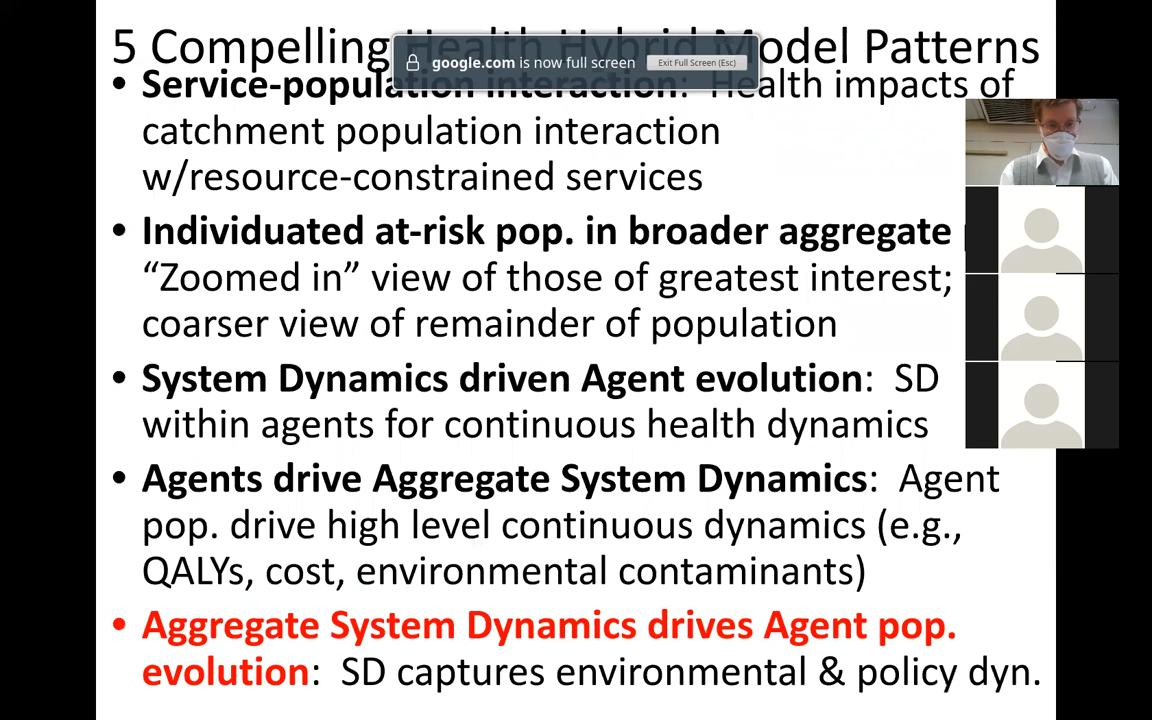 5 Compelling Health Hybrid Model Patterns
google.com is now full screen
Exit Full Screen (Esc)
• Service-population interaction: Health impacts of
catchment population interaction
w/resource-constrained services
• Individuated at-risk pop. in broader aggregate
“Zoomed in” view of those of greatest interest;
coarser view of remainder of population
• System Dynamics driven Agent evolution: SD
within agents for continuous health dynamics
• Agents drive Aggregate System Dynamics: Agent
pop. drive high level continuous dynamics (e.g.,
QALYs, cost, environmental contaminants)
• Aggregate System Dynamics drives Agent pop.
evolution: SD captures environmental & policy dyn.